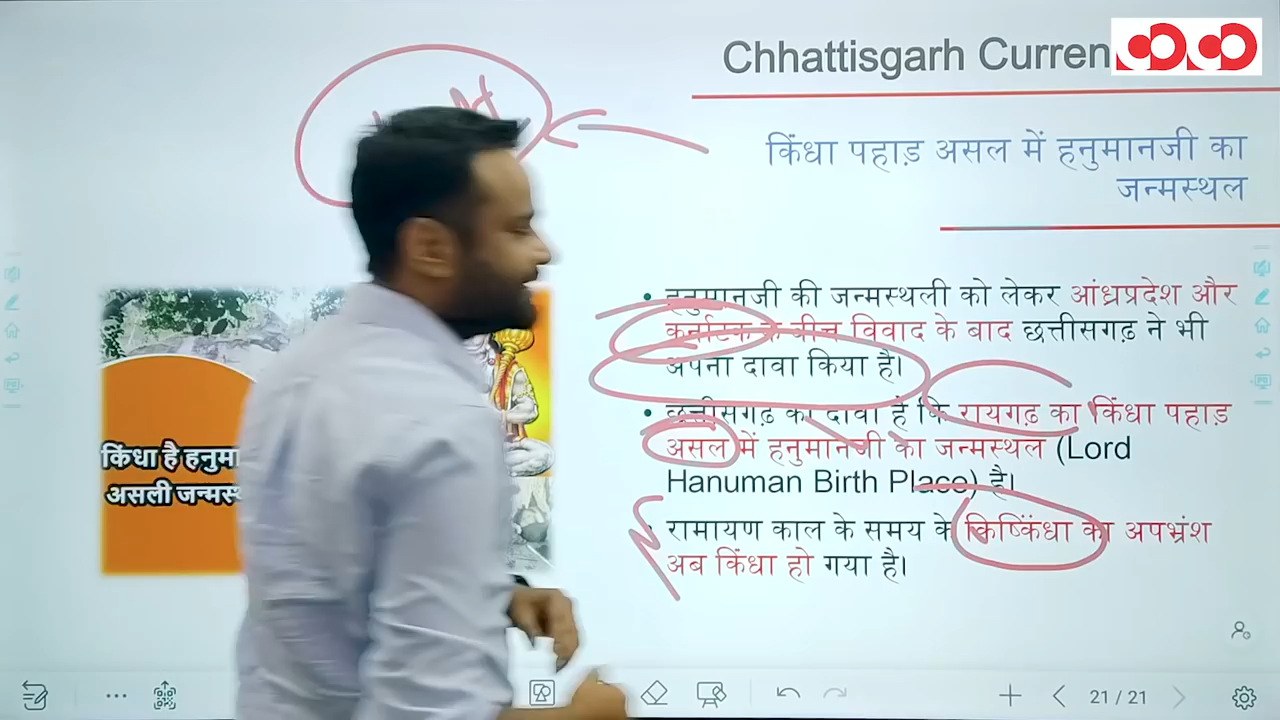 Chhattisgarh Curren
किंधा पहाड़ असल में हनुमानजी का
जन्मस्थल
• हनुमानजी की जन्मस्थली को लेकर आंध्रप्रदेश और
कर्नाटक के बीच विवाद के बाद छत्तीसगढ़ ने भी
अपना दावा किया है।
• छत्तीसगढ़ का दावा है कि रायगढ़ का किंधा पहाड़
असल में हनुमानजी का जन्मस्थल (Lord
Hanuman Birth Place) है।
• रामायण काल के समय के किष्किंधा का अपभ्रंश
अब किंधा हो गया है।
किंधा है हनुमा
असली जन्मस्
21 / 21